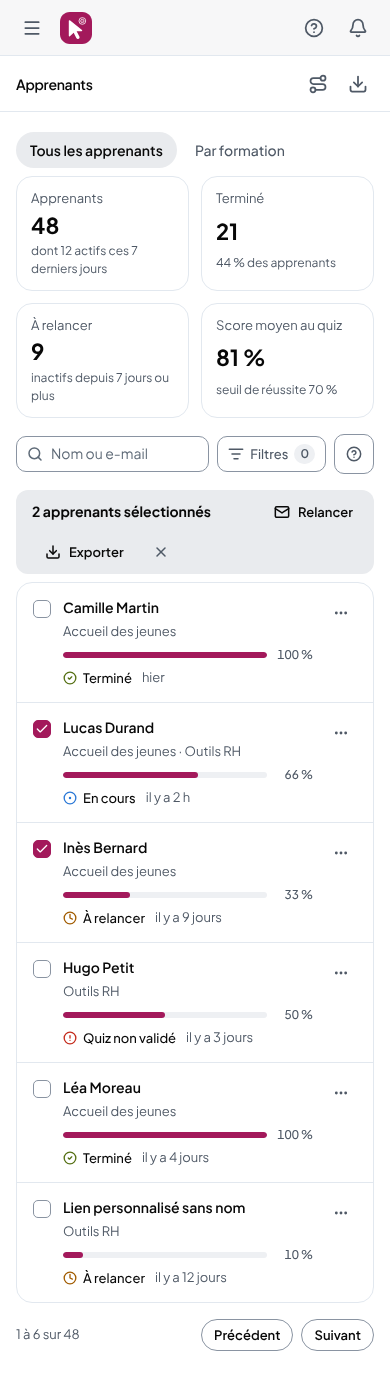 Apprenants
Tous les apprenants Par formation
Apprenants
48
dont 12 actifs ces 7
derniers jours
Terminé
21
44 % des apprenants
À relancer
9
inactifs depuis 7 jours ou
plus
Score moyen au quiz
81 %
seuil de réussite 70 %
Nom ou e-mail
Filtres 0
2 apprenants sélectionnés
Relancer
Exporter
Camille Martin
Accueil des jeunes
100 %
Terminé hier
Lucas Durand
Accueil des jeunes · Outils RH
66 %
En cours il y a 2 h
Inès Bernard
Accueil des jeunes
33 %
À relancer il y a 9 jours
Hugo Petit
Outils RH
50 %
Quiz non validé il y a 3 jours
Léa Moreau
Accueil des jeunes
100 %
Terminé il y a 4 jours
Lien personnalisé sans nom
Outils RH
10 %
À relancer il y a 12 jours
1 à 6 sur 48
Précédent
Suivant